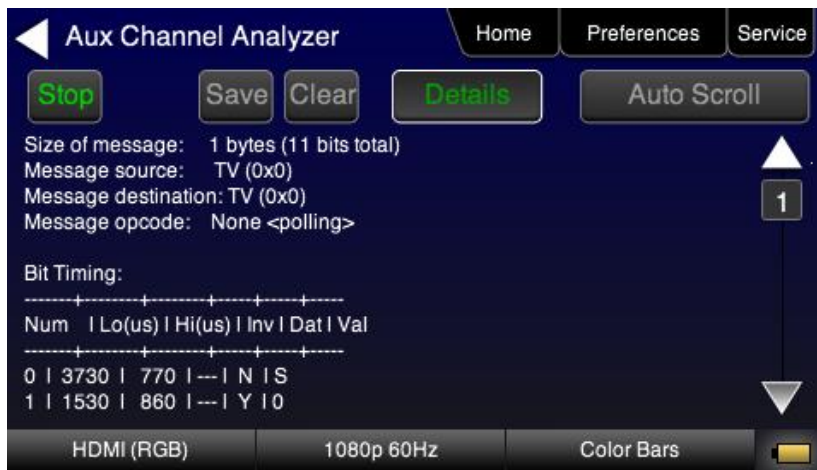 Aux Channel Analyzer Home Preferences Service
Stop Save Clear Details Auto Scroll
Size of message: 1 bytes (11 bits total)
Message source: TV (0x0)
Message destination: TV (0x0)
1
Message opcode: None <polling>
Bit Timing:
-------+--------+--------+-----+-----+-----
Num | Lo(us) | Hi(us) | Inv | Dat | Val
-------+--------+--------+-----+-----+-----
0 | 3730 | 770 |---| N |S
1 | 1530 | 860 |---| Y |0
HDMI (RGB) 1080p 60Hz Color Bars